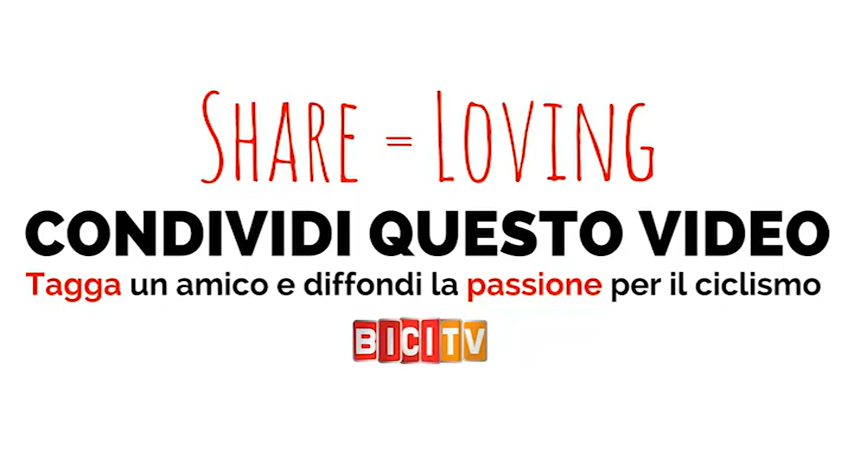 SHARE = LOVING
CONDIVIDI QUESTO VIDEO
Tagga un amico e diffondi la passione per il ciclismo
BICITV